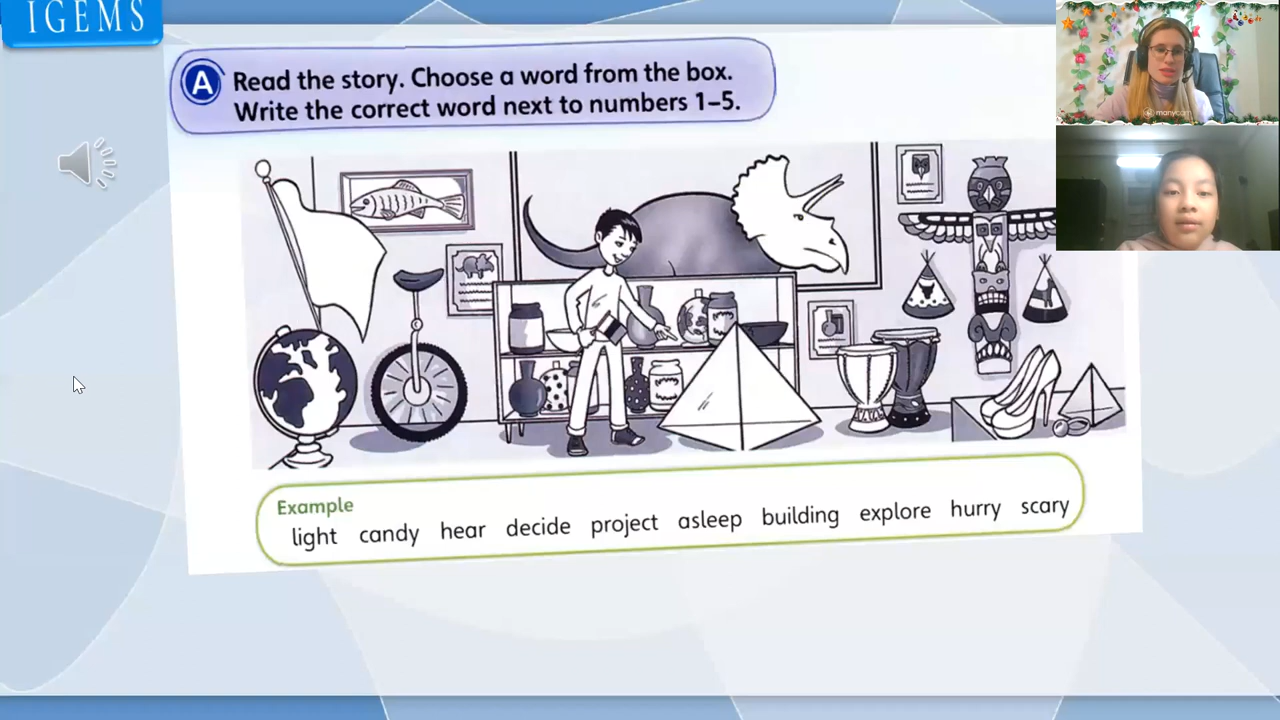 IGEMS
A Read the story. Choose a word from the box.
Write the correct word next to numbers 1–5.
Example
light candy hear decide project asleep building explore hurry scary
manycam